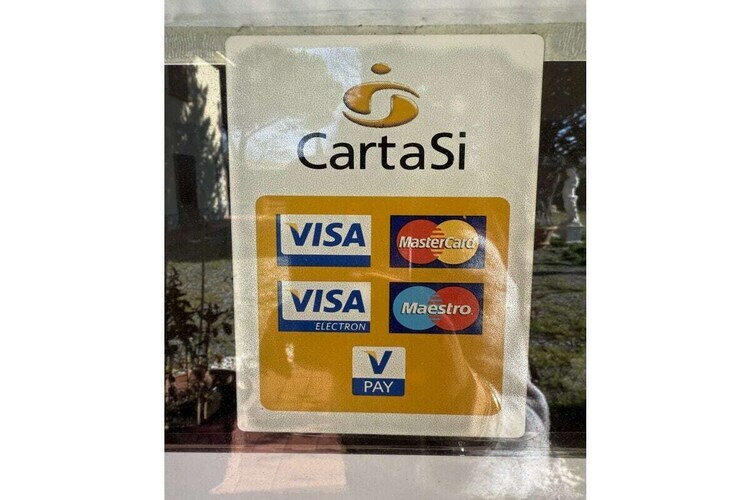 CartaSi
VISA
MasterCard
VISA
ELECTRON
Maestro
V
PAY